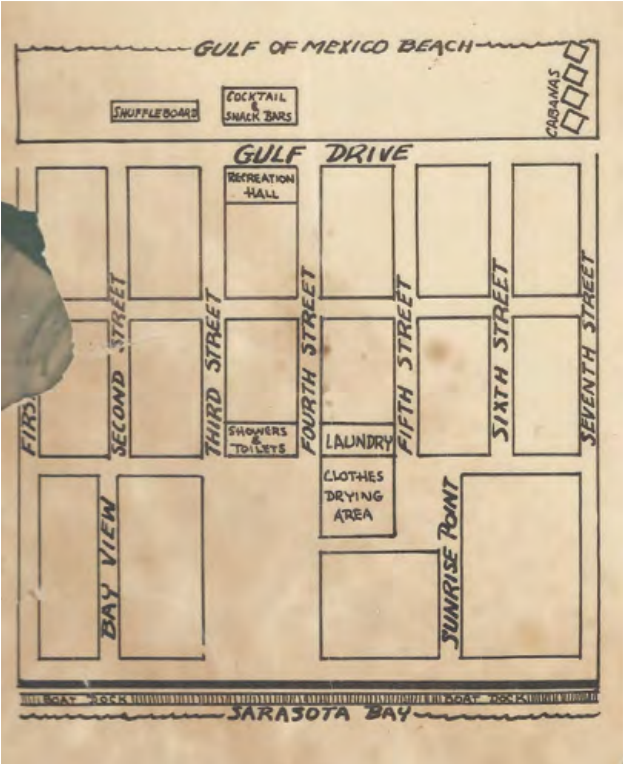 GULF OF MEXICO BEACH
SHUFFLEBOARD
COCKTAIL
&
SNACK BARS
CABANAS
GULF DRIVE
RECREATION
HALL
SECOND STREET
THIRD STREET
FOURTH STREET
FIFTH STREET
SIXTH STREET
SEVENTH STREET
SHOWERS
&
TOILETS
LAUNDRY
CLOTHES
DRYING
AREA
BAY VIEW
SUNRISE POINT
BOAT DOCK
BOAT DOCK
SARASOTA BAY